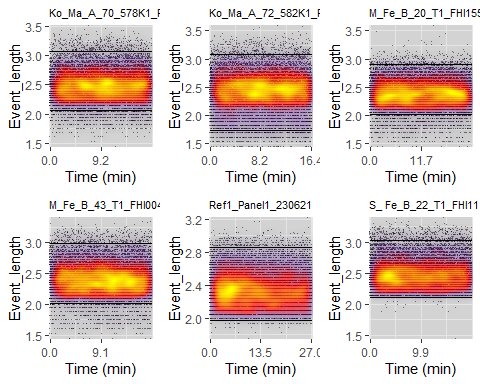 Ko_Ma_A_70_578K1_F
Ko_Ma_A_72_582K1_F
M_Fe_B_20_T1_FHI155
Event_length
3.5
3.0
2.5
2.0
1.5
0.0
9.2
Time (min)
Event_length
3.5
3.0
2.5
2.0
1.5
0.0
8.2
16.4
Time (min)
Event_length
3.5
3.0
2.5
2.0
1.5
0.0
11.7
Time (min)
M_Fe_B_43_T1_FHI004
Ref1_Panel1_230621
S_ Fe_B_22_T1_FHI11
Event_length
3.0
2.5
2.0
1.5
0.0
9.1
Time (min)
Event_length
3.2
2.8
2.4
2.0
0.0
13.5
27.0
Time (min)
Event_length
3.0
2.5
2.0
1.5
0.0
9.9
Time (min)